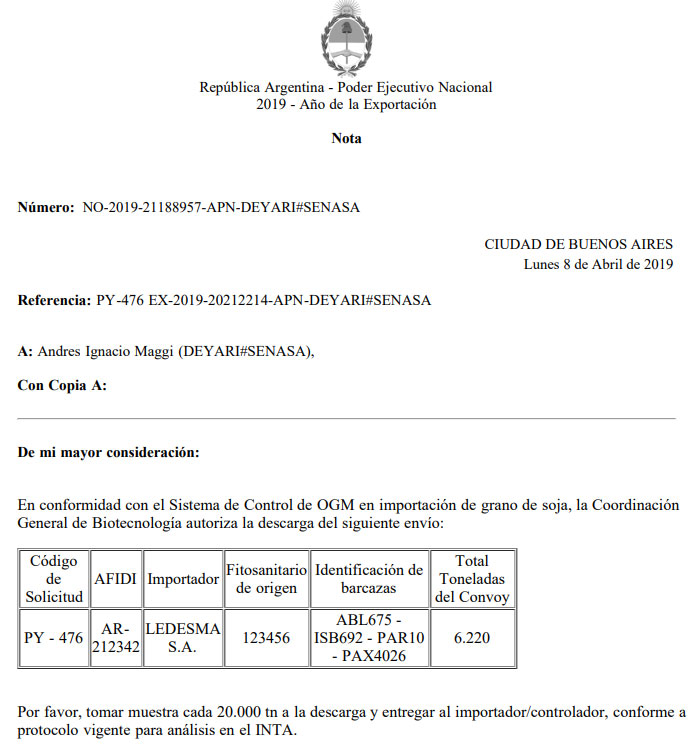 República Argentina - Poder Ejecutivo Nacional
2019 - Año de la Exportación
Nota
Número: NO-2019-21188957-APN-DEYARI#SENASA
CIUDAD DE BUENOS AIRES
Lunes 8 de Abril de 2019
Referencia: PY-476 EX-2019-20212214-APN-DEYARI#SENASA
A: Andres Ignacio Maggi (DEYARI#SENASA),
Con Copia A:
De mi mayor consideración:
En conformidad con el Sistema de Control de OGM en importación de grano de soja, la Coordinación
General de Biotecnología autoriza la descarga del siguiente envío:
Código de Solicitud | AFIDI | Importador | Fitosanitario de origen | Identificación de barcazas | Total Toneladas del Convoy
PY - 476 | AR-212342 | LEDESMA S.A. | 123456 | ABL675 - ISB692 - PAR10 - PAX4026 | 6.220
Por favor, tomar muestra cada 20.000 tn a la descarga y entregar al importador/controlador, conforme a
protocolo vigente para análisis en el INTA.